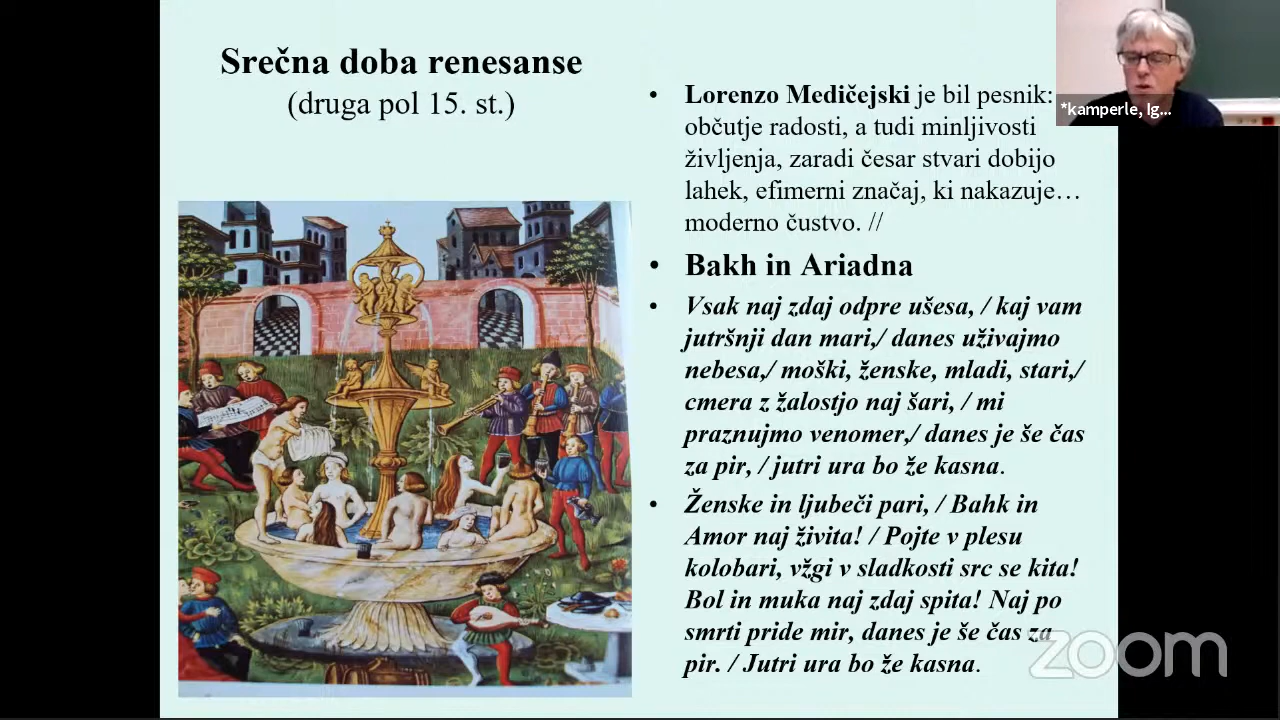 Srečna doba renesanse
(druga pol 15. st.)
• Lorenzo Medičejski je bil pesnik:
občutje radosti, a tudi minljivosti
življenja, zaradi česar stvari dobijo
lahek, efimerni značaj, ki nakazuje…
moderno čustvo. //
• Bakh in Ariadna
• Vsak naj zdaj odpre ušesa, / kaj vam
jutršnji dan mari,/ danes uživajmo
nebesa,/ moški, ženske, mladi, stari,/
cmera z žalostjo naj šari, / mi
praznujmo venomer,/ danes je še čas
za pir, / jutri ura bo že kasna.
• Ženske in ljubeči pari, / Bahk in
Amor naj živita! / Pojte v plesu
kolobari, vžgi v sladkosti src se kita!
Bol in muka naj zdaj spita! Naj po
smrti pride mir, danes je še čas za
pir. / Jutri ura bo že kasna.
*kamperle, Ig...
zoom